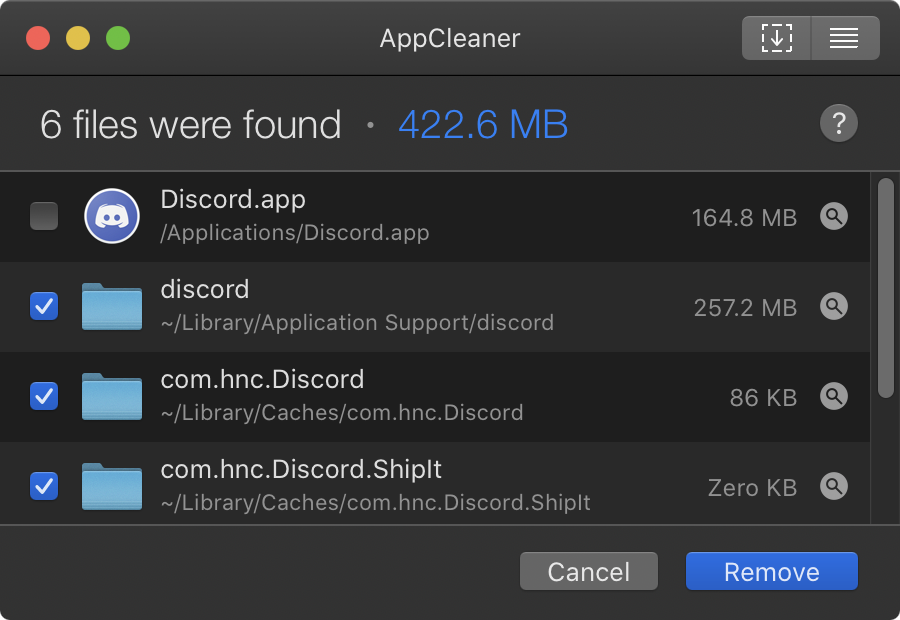 AppCleaner
6 files were found · 422.6 MB
?
Discord.app
/Applications/Discord.app
164.8 MB
discord
~/Library/Application Support/discord
257.2 MB
com.hnc.Discord
~/Library/Caches/com.hnc.Discord
86 KB
com.hnc.Discord.ShipIt
~/Library/Caches/com.hnc.Discord.ShipIt
Zero KB
Cancel
Remove